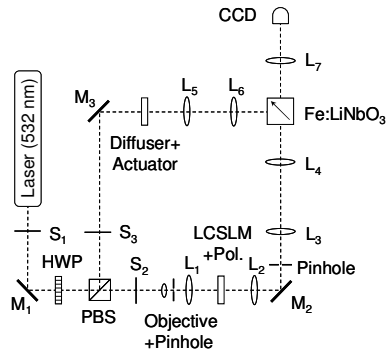 CCD
L7
Laser (532 nm)
M3
L5
L6
Fe:LiNbO3
Diffuser+
Actuator
L4
S1
S3
LCSLM
+Pol.
L3
HWP
S2
L1
L2
Pinhole
M1
PBS
Objective
+Pinhole
M2